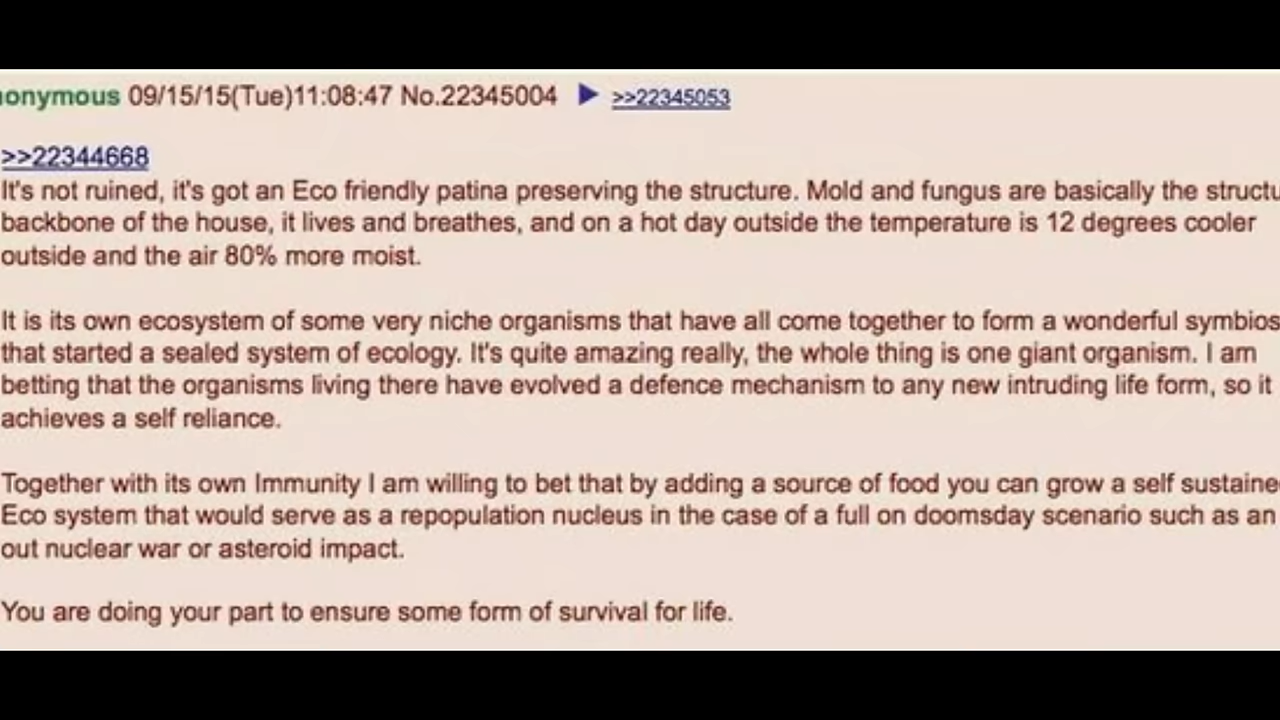 onymous 09/15/15(Tue)11:08:47 No.22345004 ▶ >>22345053
>>22344668
It's not ruined, it's got an Eco friendly patina preserving the structure. Mold and fungus are basically the structu
backbone of the house, it lives and breathes, and on a hot day outside the temperature is 12 degrees cooler
outside and the air 80% more moist.
It is its own ecosystem of some very niche organisms that have all come together to form a wonderful symbios
that started a sealed system of ecology. It's quite amazing really, the whole thing is one giant organism. I am
betting that the organisms living there have evolved a defence mechanism to any new intruding life form, so it
achieves a self reliance.
Together with its own Immunity I am willing to bet that by adding a source of food you can grow a self sustaine
Eco system that would serve as a repopulation nucleus in the case of a full on doomsday scenario such as an
out nuclear war or asteroid impact.
You are doing your part to ensure some form of survival for life.